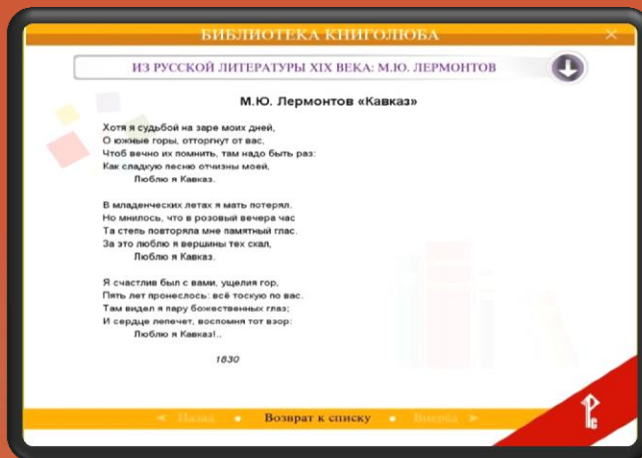 БИБЛИОТЕКА КНИГОЛЮБА
ИЗ РУССКОЙ ЛИТЕРАТУРЫ XIX ВЕКА: М.Ю. ЛЕРМОНТОВ
М.Ю. Лермонтов «Кавказ»
Хотя я судьбой на заре моих дней,
О южные горы, отторгнут от вас,
Чтоб вечно их помнить, там надо быть раз:
Как сладкую песню отчизны моей,
Люблю я Кавказ.
В младенческих летах я мать потерял.
Но мнилось, что в розовый вечера час
Та степь повторяла мне памятный глас.
За это люблю я вершины тех скал,
Люблю я Кавказ.
Я счастлив был с вами, ущелия гор,
Пять лет пронеслось: всё тоскую по вас.
Там видел я пару божественных глаз;
И сердце лепечет, воспомня тот взор:
Люблю я Кавказ!..
1830
◄ Назад ● Возврат к списку ● Вперёд ►